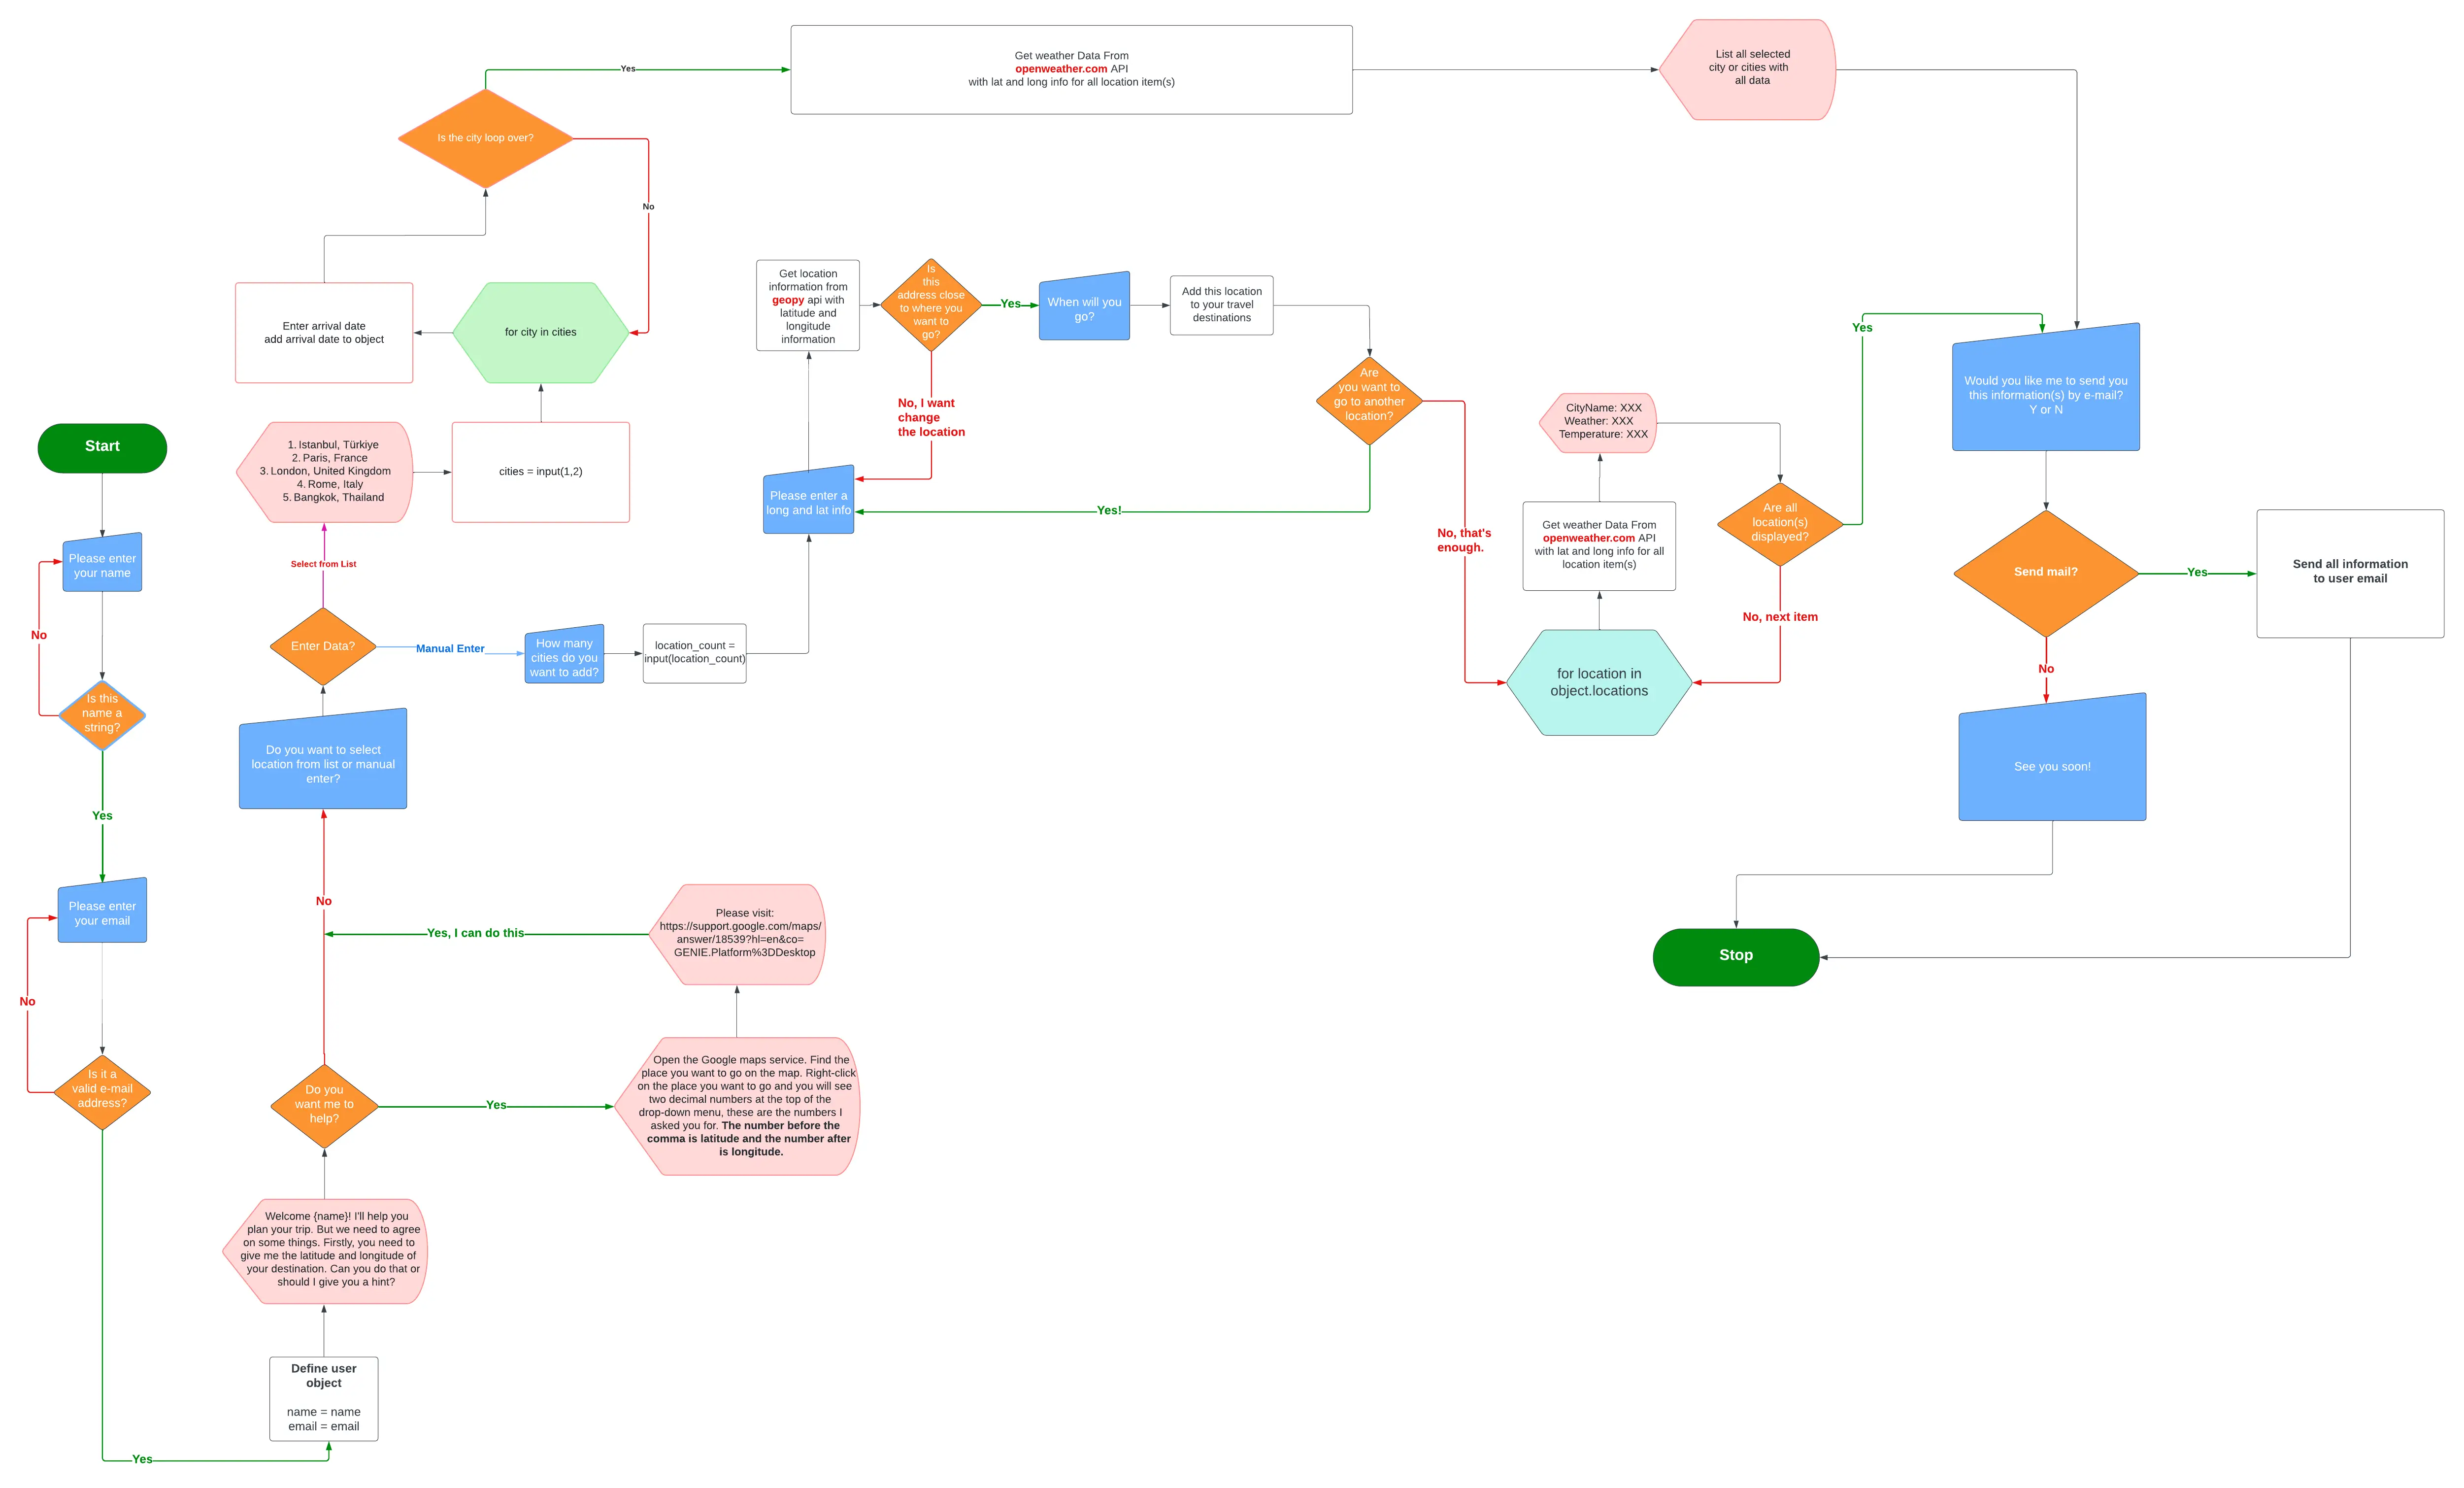 Start
Please enter
your name
No
Is this
name a
string?
Yes
Please enter
your email
No
Is it a
valid e-mail
address?
Yes
Define user
object
name = name
email = email
Welcome {name}! I'll help you
plan your trip. But we need to agree
on some things. Firstly, you need to
give me the latitude and longitude of
your destination. Can you do that or
should I give you a hint?
Do you
want me to
help?
Yes
Open the Google maps service. Find the
place you want to go on the map. Right-click
on the place you want to go and you will see
two decimal numbers at the top of the
drop-down menu, these are the numbers I
asked you for. The number before the
comma is latitude and the number after
is longitude.
Please visit:
https://support.google.com/maps/
answer/18539?hl=en&co=
GENIE.Platform%3DDesktop
Yes, I can do this
No
Do you want to select
location from list or manual
enter?
Enter Data?
Select from List
1. Istanbul, Türkiye
2. Paris, France
3. London, United Kingdom
4. Rome, Italy
5. Bangkok, Thailand
cities = input(1,2)
for city in cities
Enter arrival date
add arrival date to object
Is the city loop over?
No
Yes
Get weather Data From
openweather.com API
with lat and long info for all location item(s)
List all selected
city or cities with
all data
Manual Enter
How many
cities do you
want to add?
location_count =
input(location_count)
Please enter a
long and lat info
Get location
information from
geopy api with
latitude and
longitude
information
Is
this
address close
to where you
want to
go?
No, I want
change
the location
Yes
When will you
go?
Add this location
to your travel
destinations
Are
you want to
go to another
location?
Yes!
No, that's
enough.
for location in
object.locations
Get weather Data From
openweather.com API
with lat and long info for all
location item(s)
CityName: XXX
Weather: XXX
Temperature: XXX
Are all
location(s)
displayed?
No, next item
Yes
Would you like me to send you
this information(s) by e-mail?
Y or N
Send mail?
Yes
Send all information
to user email
No
See you soon!
Stop